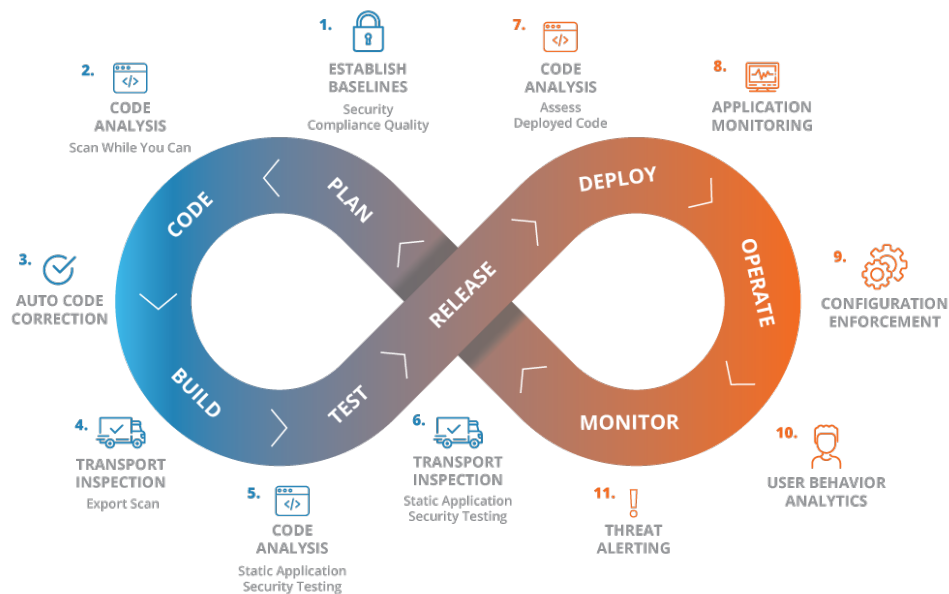 1.
ESTABLISH
BASELINES
Security
Compliance Quality
2.
</>
CODE
ANALYSIS
Scan While You Can
3.
AUTO CODE
CORRECTION
4.
TRANSPORT
INSPECTION
Export Scan
5.
</>
CODE
ANALYSIS
Static Application
Security Testing
6.
TRANSPORT
INSPECTION
Static Application
Security Testing
7.
</>
CODE
ANALYSIS
Assess
Deployed Code
8.
APPLICATION
MONITORING
9.
CONFIGURATION
ENFORCEMENT
10.
USER BEHAVIOR
ANALYTICS
11.
!
THREAT
ALERTING
PLAN
CODE
BUILD
TEST
RELEASE
DEPLOY
OPERATE
MONITOR